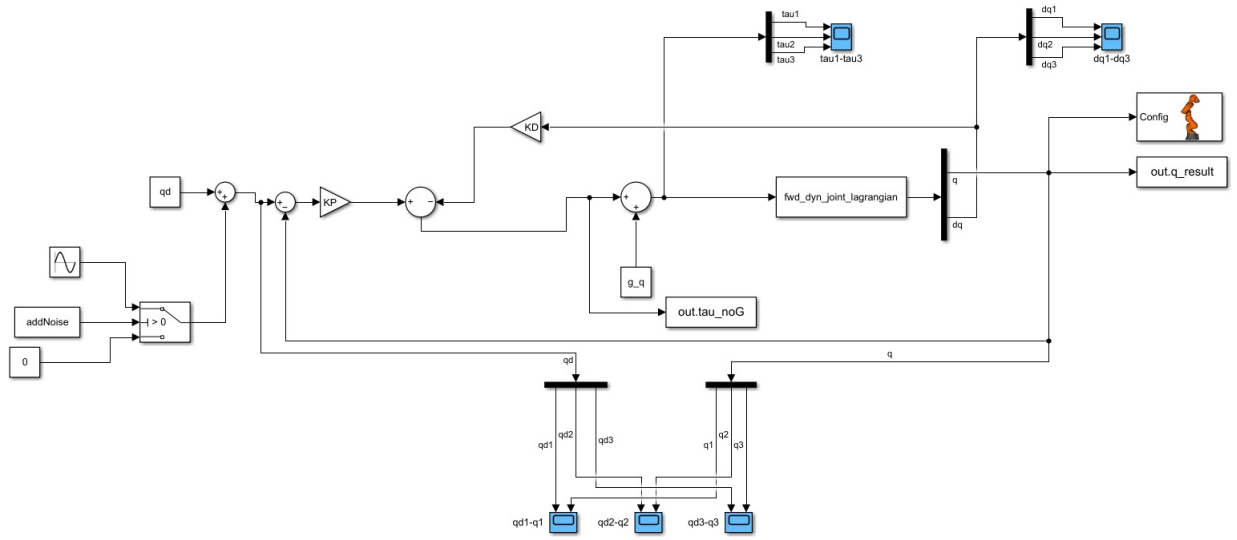 tau1
tau2
tau3
tau1-tau3
dq1
dq2
dq3
dq1-dq3
KD
Config
qd
KP
q
out.q_result
fwd_dyn_joint_lagrangian
dq
g_q
out.tau_noG
addNoise
> 0
0
qd
q
qd1
qd2
qd3
q1
q2
q3
qd1-q1
qd2-q2
qd3-q3